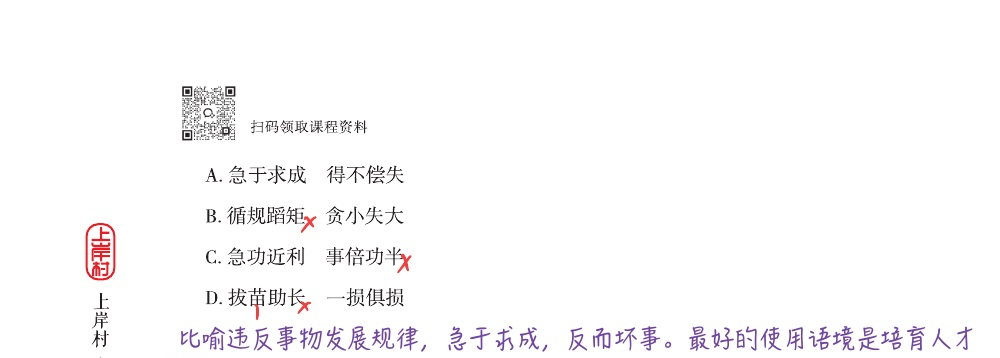 扫码领取课程资料
A. 急于求成 得不偿失
B. 循规蹈矩 贪小失大
C. 急功近利 事倍功半
D. 拔苗助长 一损俱损
上岸村
上岸村
比喻违反事物发展规律，急于求成，反而坏事。最好的使用语境是培育人才